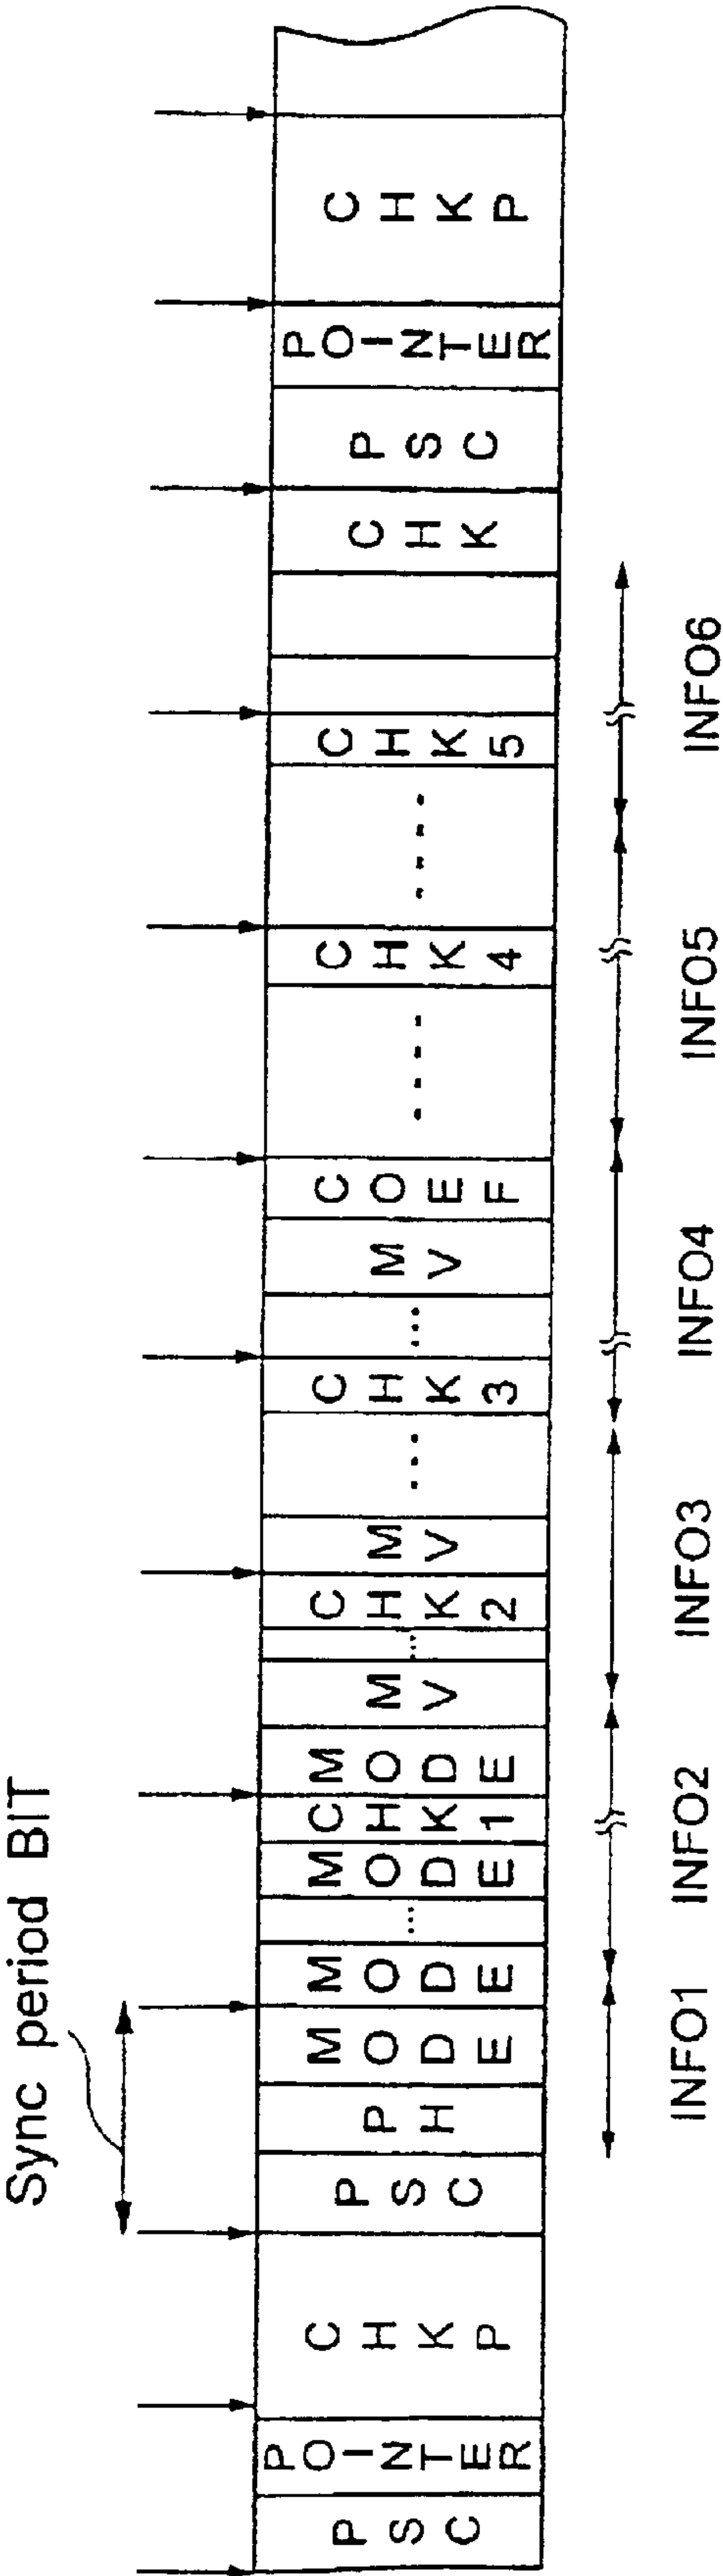 Sync period BIT
PSC
POINTER
CHKP
PSC
PH
MODE
MODE
...
MODE
CHK1
MODE
MV
...
CHK2
MV
...
CHK3
...
MV
COEF
....
CHK4
....
CHK5
CHK
PSC
POINTER
CHKP
INFO1
INFO2
INFO3
INFO4
INFO5
INFO6